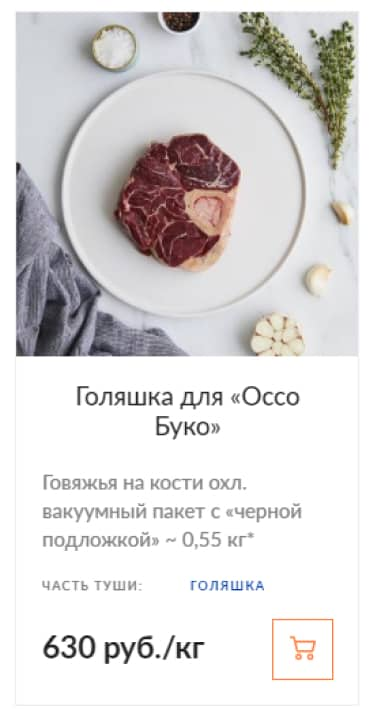 Голяшка для «Оссо
Буко»
Говяжья на кости охл.
вакуумный пакет с «черной
подложкой» ~ 0,55 кг*
ЧАСТЬ ТУШИ: ГОЛЯШКА
630 руб./кг